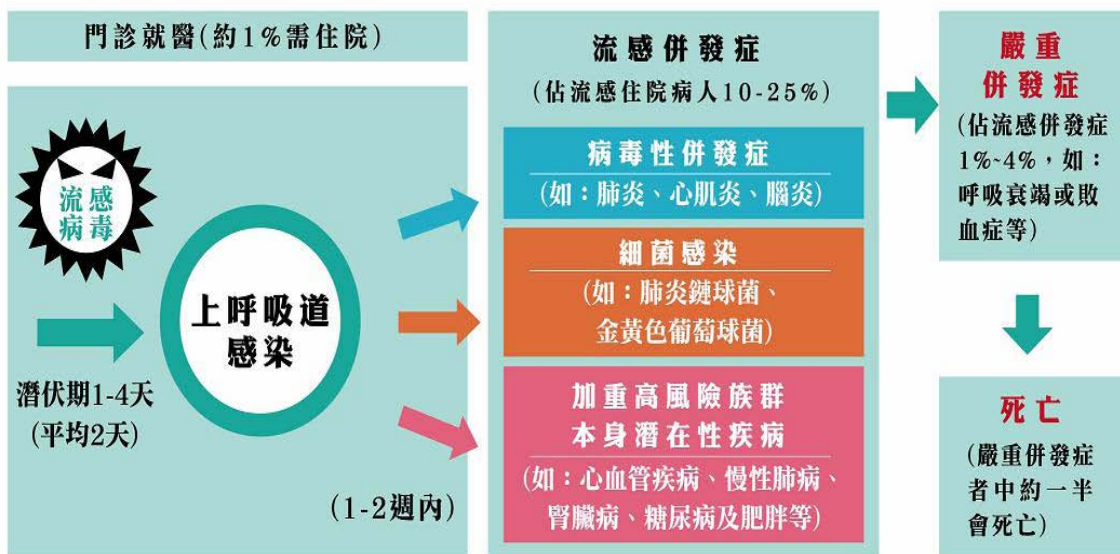 門診就醫(約1%需住院)
流感
病毒
上呼吸道
感染
潛伏期1-4天
(平均2天)
(1-2週內)
流感併發症
(佔流感住院病人10-25%)
病毒性併發症
(如：肺炎、心肌炎、腦炎)
細菌感染
(如：肺炎鏈球菌、
金黃色葡萄球菌)
加重高風險族群
本身潛在性疾病
(如：心血管疾病、慢性肺病、
腎臟病、糖尿病及肥胖等)
嚴重
併發症
(佔流感併發症
1%~4%，如：
呼吸衰竭或敗
血症等)
死亡
(嚴重併發症
者中約一半
會死亡)